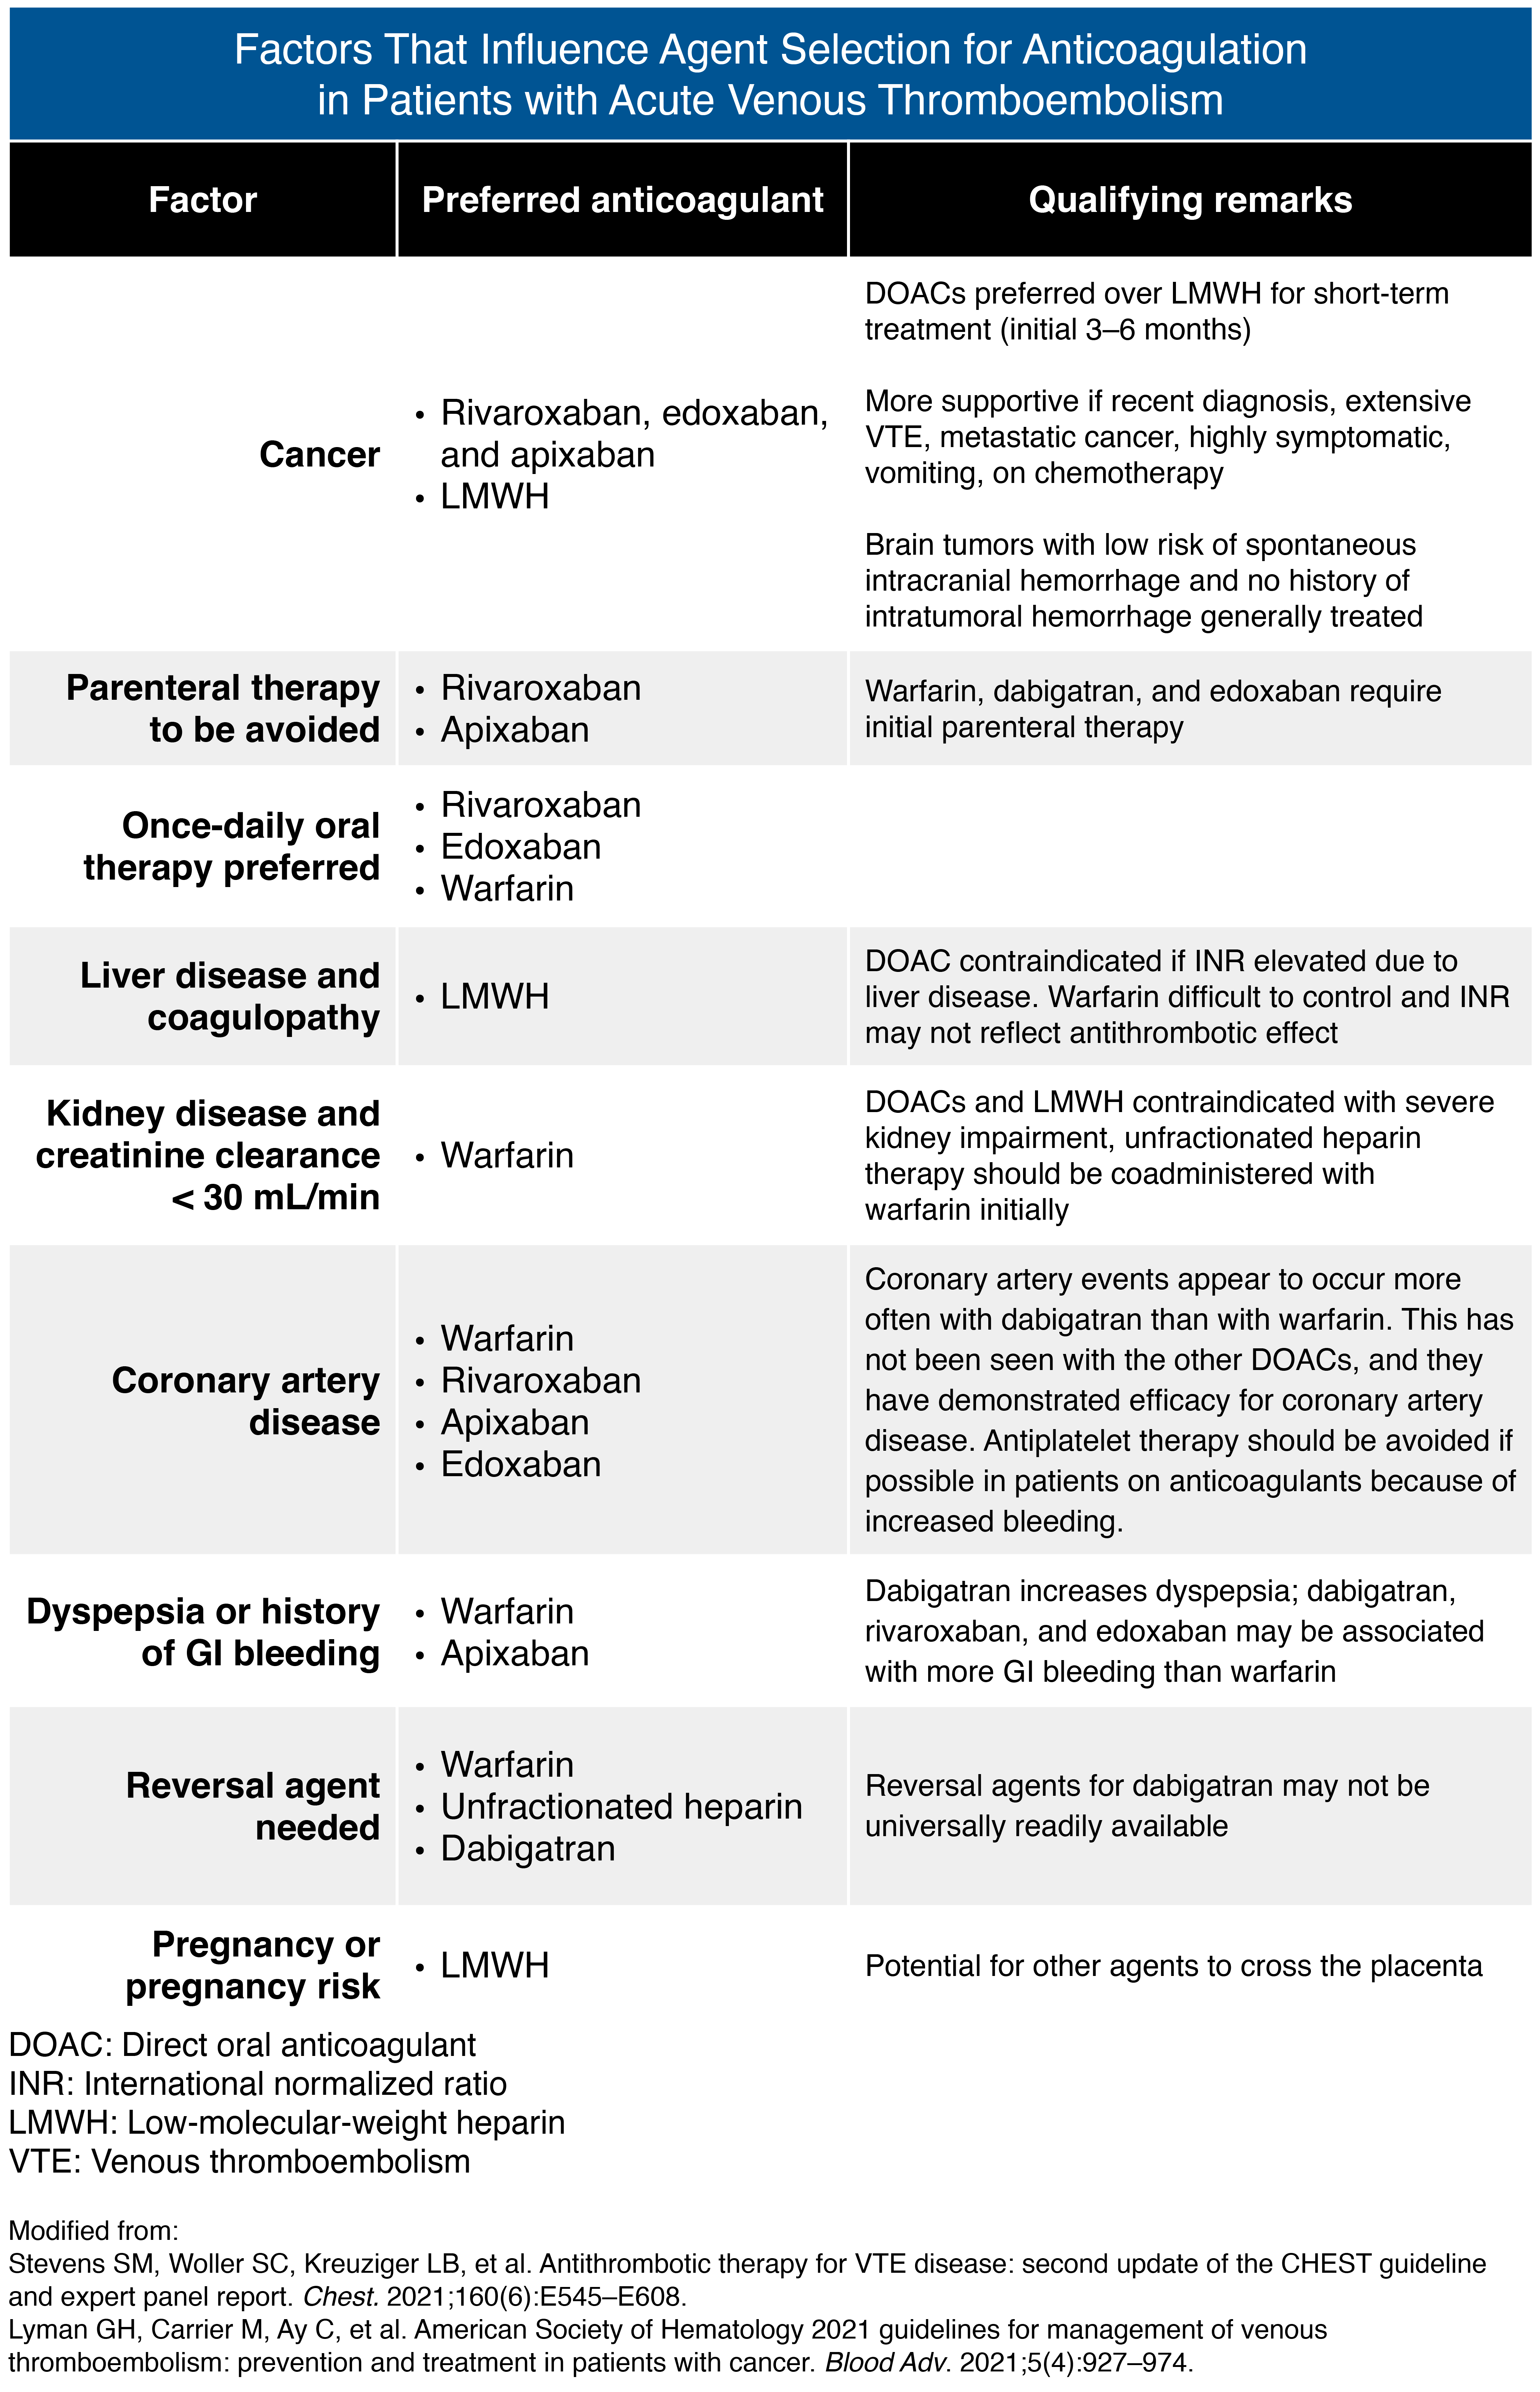 Factors That Influence Agent Selection for Anticoagulation
in Patients with Acute Venous Thromboembolism
Factor
Preferred anticoagulant
Qualifying remarks
Cancer
• Rivaroxaban, edoxaban,
and apixaban
• LMWH
DOACs preferred over LMWH for short-term
treatment (initial 3–6 months)
More supportive if recent diagnosis, extensive
VTE, metastatic cancer, highly symptomatic,
vomiting, on chemotherapy
Brain tumors with low risk of spontaneous
intracranial hemorrhage and no history of
intratumoral hemorrhage generally treated
Parenteral therapy
to be avoided
• Rivaroxaban
• Apixaban
Warfarin, dabigatran, and edoxaban require
initial parenteral therapy
Once-daily oral
therapy preferred
• Rivaroxaban
• Edoxaban
• Warfarin
Liver disease and
coagulopathy
• LMWH
DOAC contraindicated if INR elevated due to
liver disease. Warfarin difficult to control and INR
may not reflect antithrombotic effect
Kidney disease and
creatinine clearance
< 30 mL/min
• Warfarin
DOACs and LMWH contraindicated with severe
kidney impairment, unfractionated heparin
therapy should be coadministered with
warfarin initially
Coronary artery
disease
• Warfarin
• Rivaroxaban
• Apixaban
• Edoxaban
Coronary artery events appear to occur more
often with dabigatran than with warfarin. This has
not been seen with the other DOACs, and they
have demonstrated efficacy for coronary artery
disease. Antiplatelet therapy should be avoided if
possible in patients on anticoagulants because of
increased bleeding.
Dyspepsia or history
of GI bleeding
• Warfarin
• Apixaban
Dabigatran increases dyspepsia; dabigatran,
rivaroxaban, and edoxaban may be associated
with more GI bleeding than warfarin
Reversal agent
needed
• Warfarin
• Unfractionated heparin
• Dabigatran
Reversal agents for dabigatran may not be
universally readily available
Pregnancy or
pregnancy risk
• LMWH
Potential for other agents to cross the placenta
DOAC: Direct oral anticoagulant
INR: International normalized ratio
LMWH: Low-molecular-weight heparin
VTE: Venous thromboembolism
Modified from:
Stevens SM, Woller SC, Kreuziger LB, et al. Antithrombotic therapy for VTE disease: second update of the CHEST guideline
and expert panel report. Chest. 2021;160(6):E545–E608.
Lyman GH, Carrier M, Ay C, et al. American Society of Hematology 2021 guidelines for management of venous
thromboembolism: prevention and treatment in patients with cancer. Blood Adv. 2021;5(4):927–974.